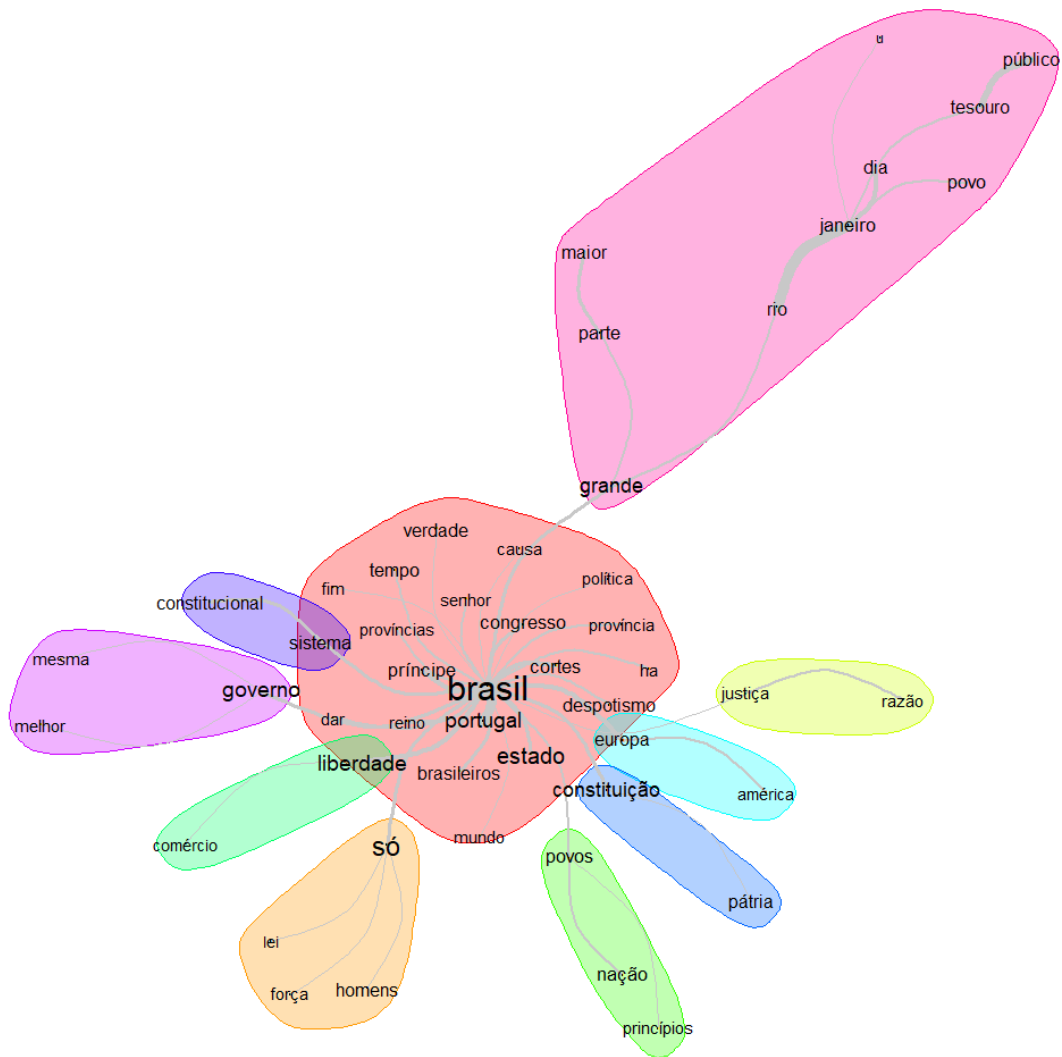 u
público
tesouro
dia
povo
janeiro
maior
rio
parte
grande
verdade
causa
tempo
política
fim
senhor
constitucional
congresso
província
províncias
sistema
mesma
cortes
ha
príncipe
governo
brasil
justiça
razão
despotismo
dar
reino
portugal
melhor
europa
estado
liberdade
brasileiros
constituição
américa
mundo
comércio
só
povos
pátria
lei
nação
homens
força
princípios